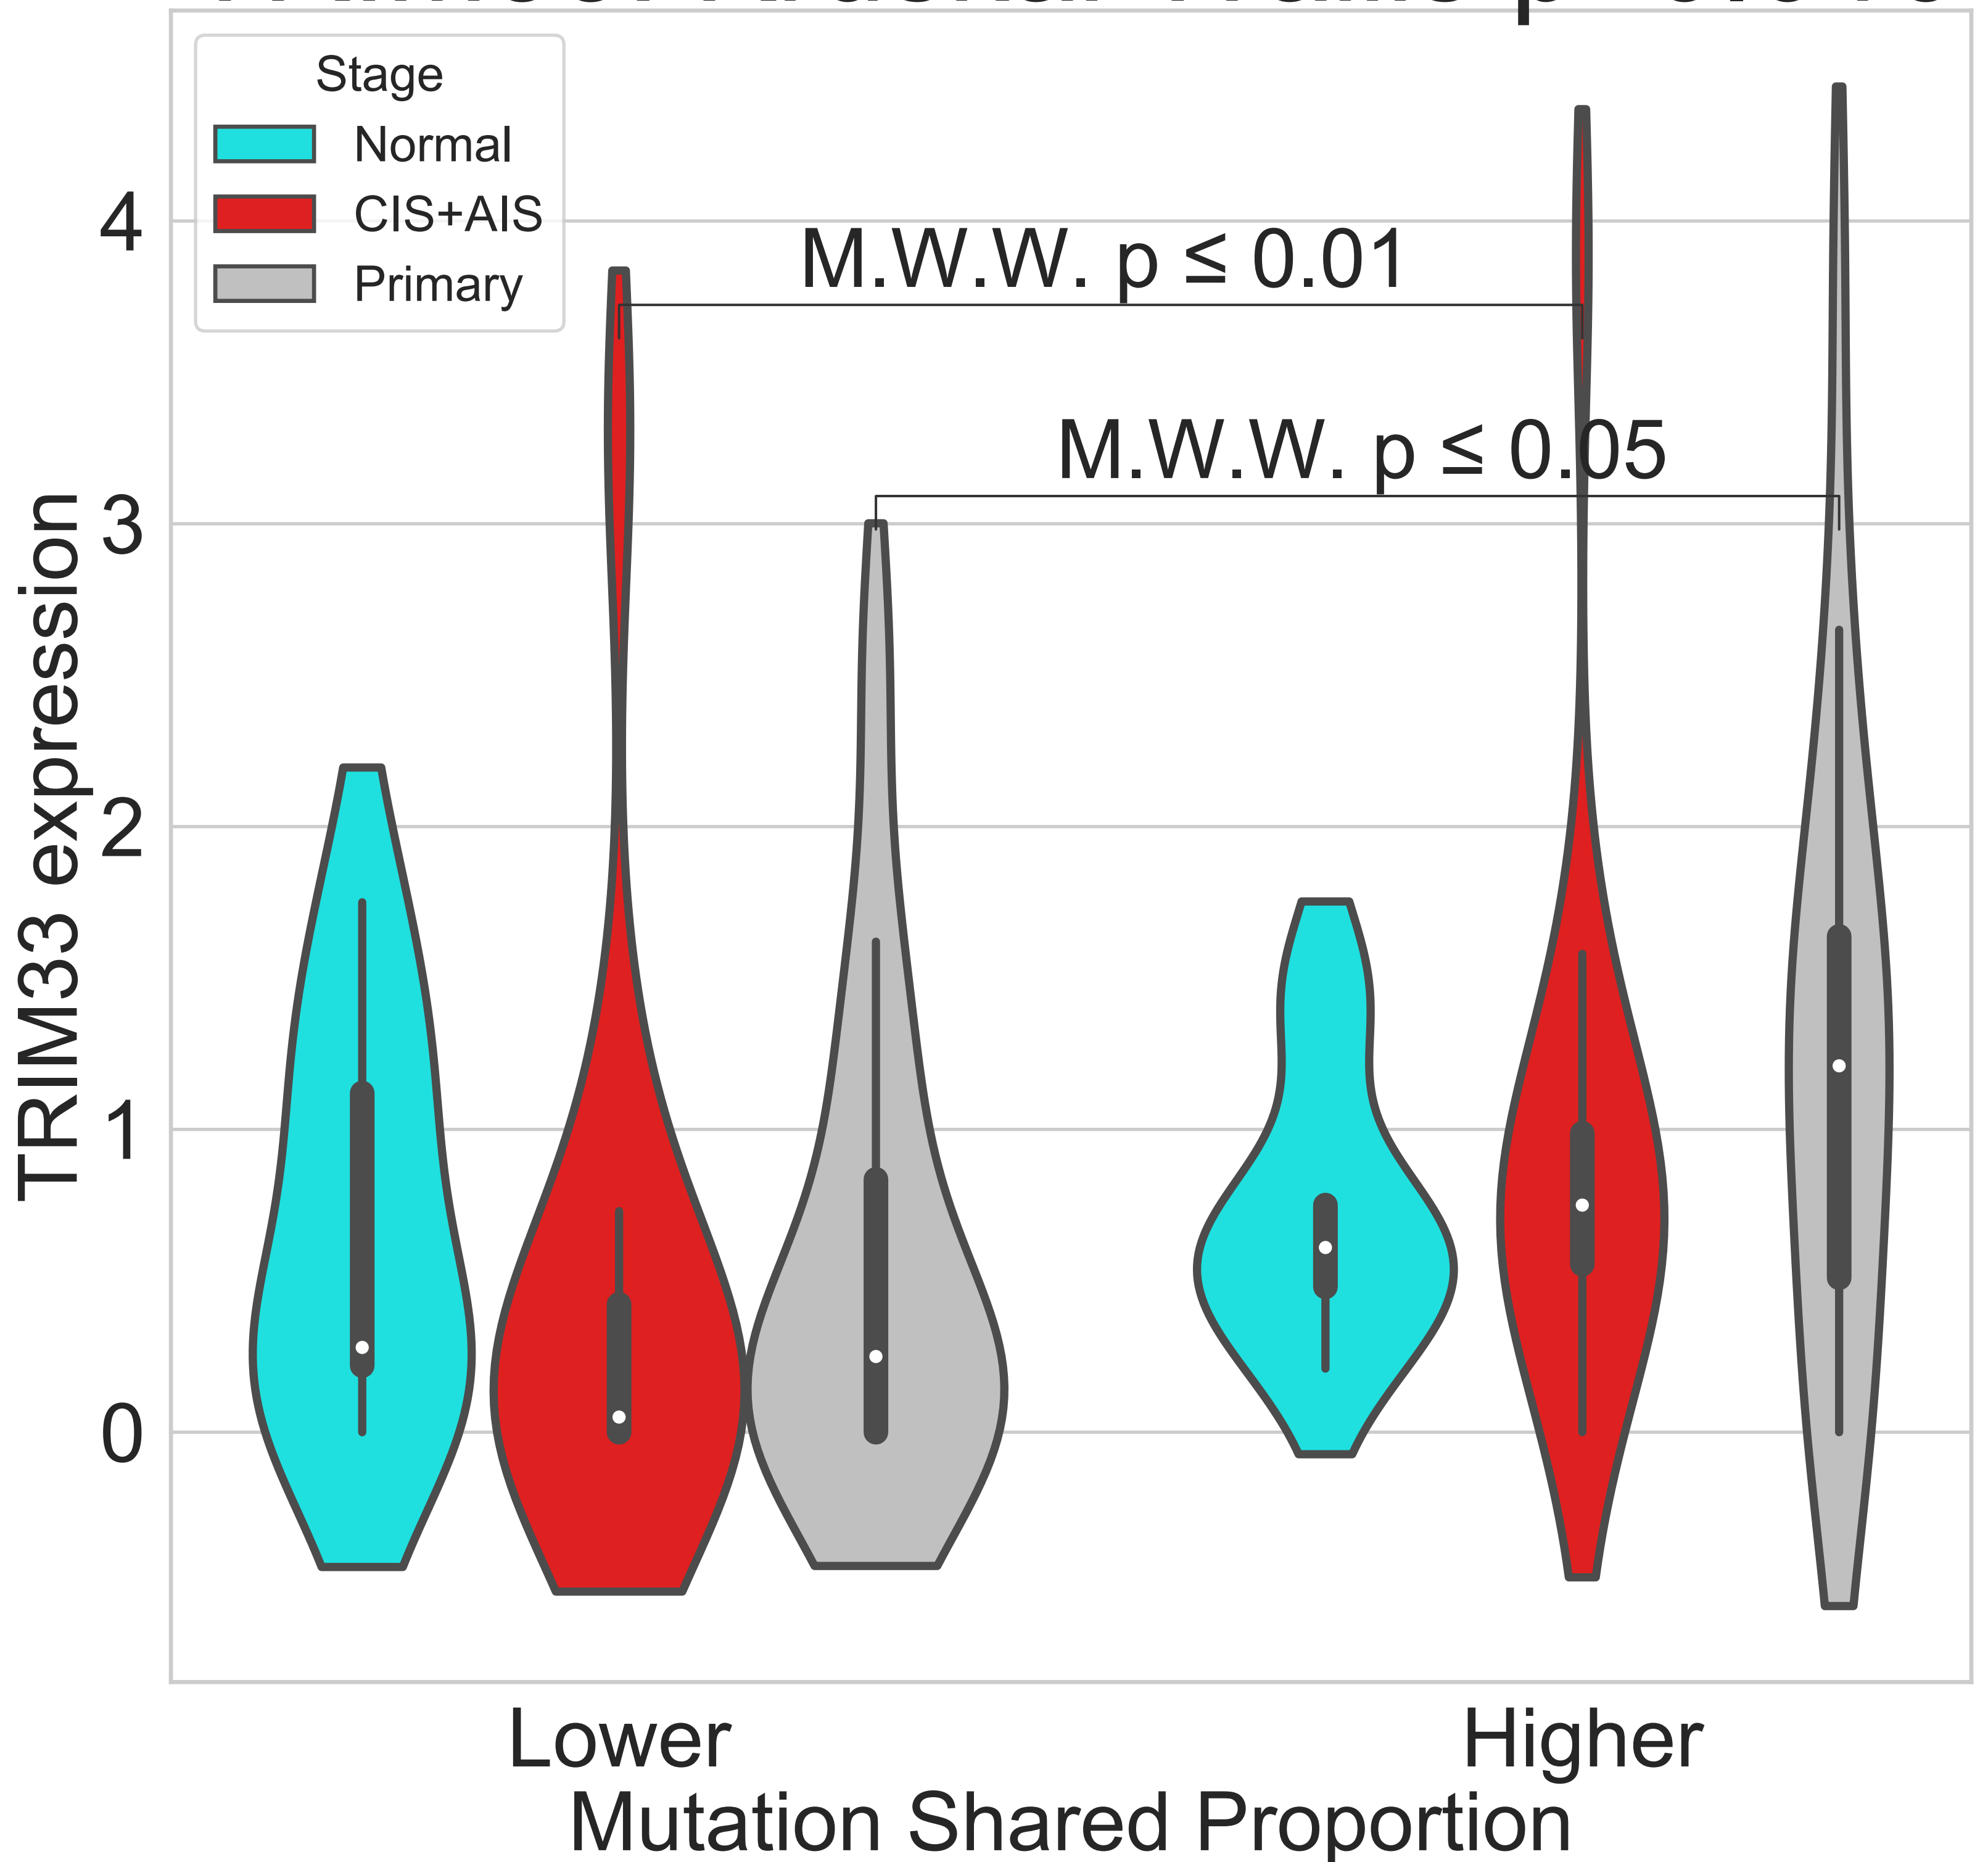 Stage
Normal
CIS+AIS
Primary
M.W.W. p ≤ 0.01
M.W.W. p ≤ 0.05
TRIM33 expression
4
3
2
1
0
Lower
Higher
Mutation Shared Proportion